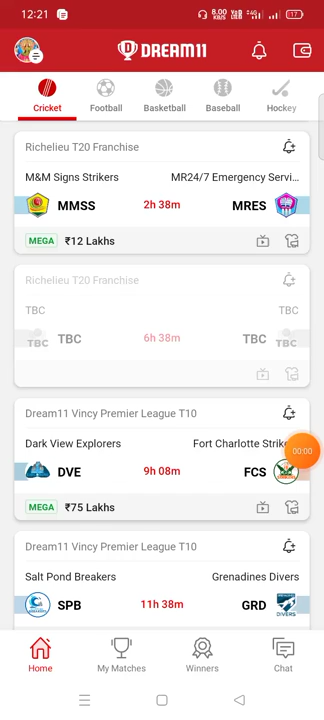 12:21
8.00 KB/S
17
DREAM11
Cricket Football Basketball Baseball Hockey
Richelieu T20 Franchise
M&M Signs Strikers MR24/7 Emergency Servi...
MMSS 2h 38m MRES
MEGA ₹12 Lakhs
Richelieu T20 Franchise
TBC TBC
TBC TBC 6h 38m TBC TBC
Dream11 Vincy Premier League T10
Dark View Explorers Fort Charlotte Strike
DVE 9h 08m FCS
00:00
MEGA ₹75 Lakhs
Dream11 Vincy Premier League T10
Salt Pond Breakers Grenadines Divers
SPB 11h 38m GRD
DIVERS
Home My Matches Winners Chat